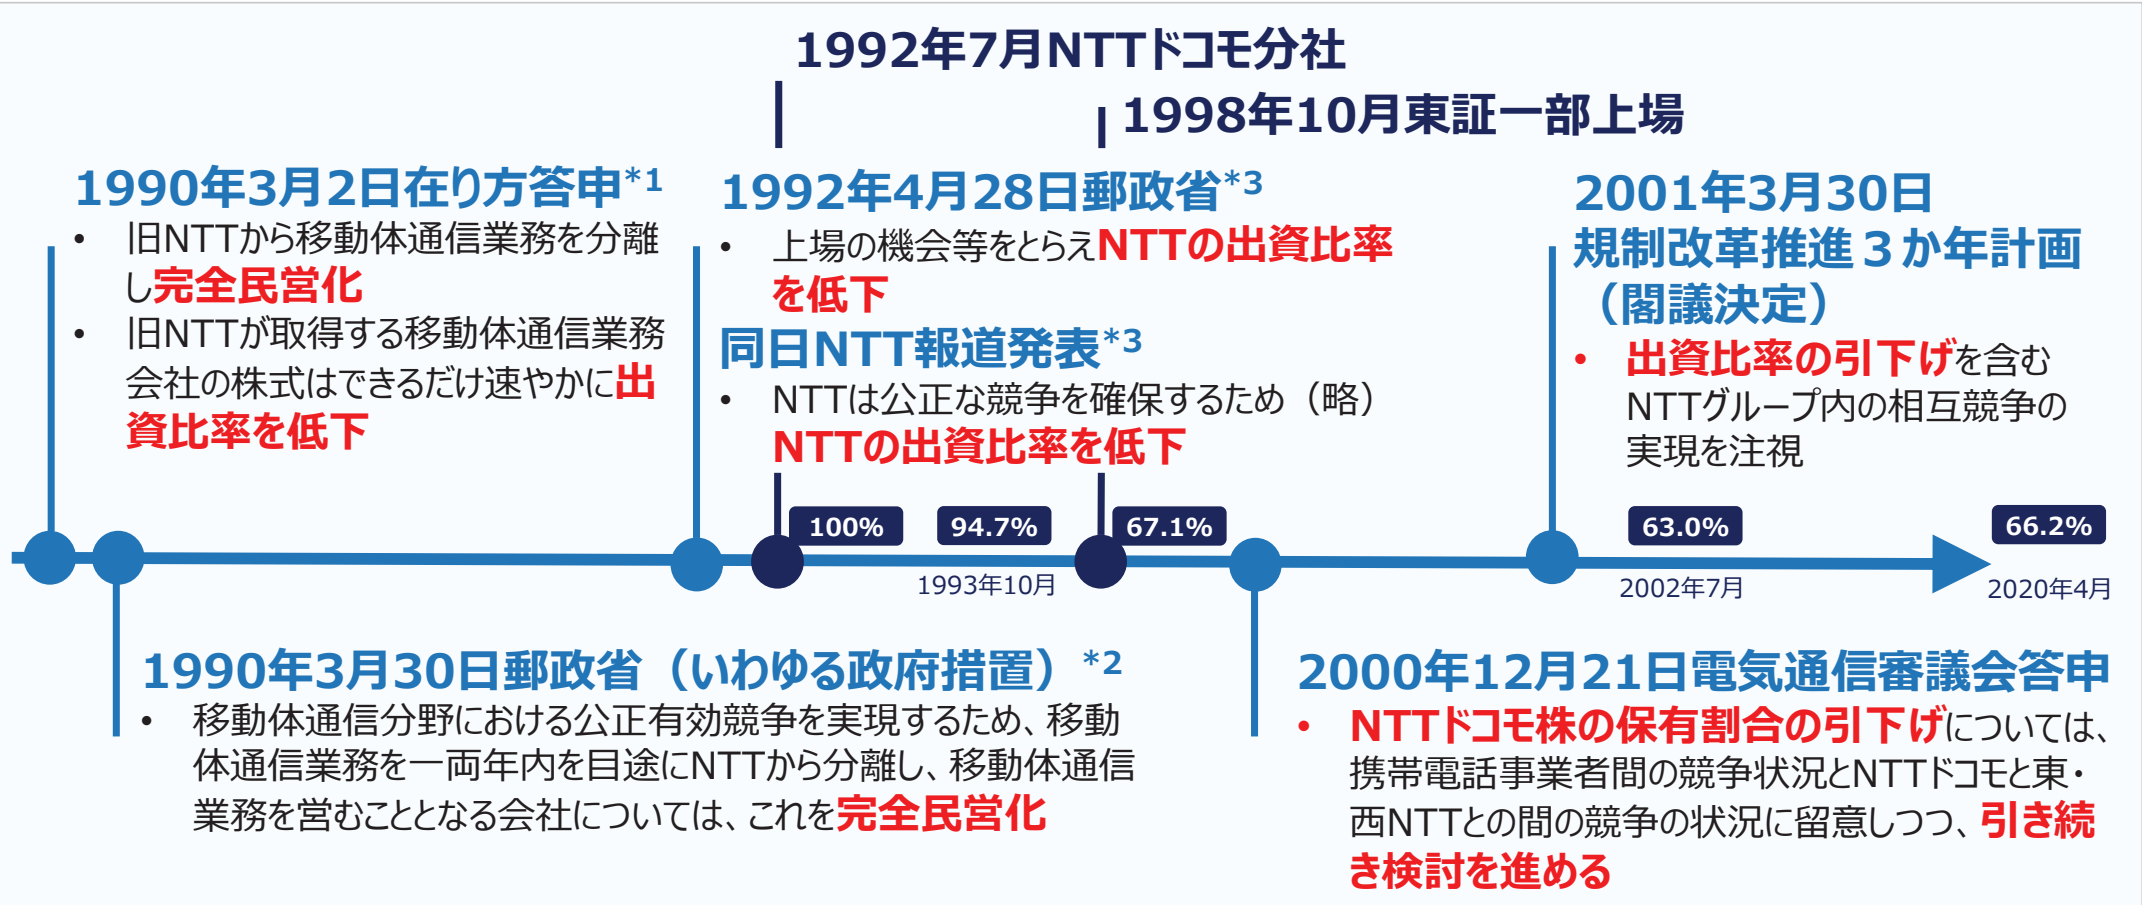 1992年7月NTTドコモ分社
1998年10月東証一部上場
1990年3月2日在り方答申*1
• 旧NTTから移動体通信業務を分離
し完全民営化
• 旧NTTが取得する移動体通信業務
会社の株式はできるだけ速やかに出
資比率を低下
1992年4月28日郵政省*3
• 上場の機会等をとらえNTTの出資比率
を低下
同日NTT報道発表*3
• NTTは公正な競争を確保するため（略）
NTTの出資比率を低下
2001年3月30日
規制改革推進３か年計画
（閣議決定）
• 出資比率の引下げを含む
NTTグループ内の相互競争の
実現を注視
100%
94.7%
67.1%
63.0%
66.2%
1993年10月
2002年7月
2020年4月
1990年3月30日郵政省（いわゆる政府措置）*2
• 移動体通信分野における公正有効競争を実現するため、移動
体通信業務を一両年内を目途にNTTから分離し、移動体通信
業務を営むこととなる会社については、これを完全民営化
2000年12月21日電気通信審議会答申
• NTTドコモ株の保有割合の引下げについては、
携帯電話事業者間の競争状況とNTTドコモと東・
西NTTとの間の競争の状況に留意しつつ、引き続
き検討を進める